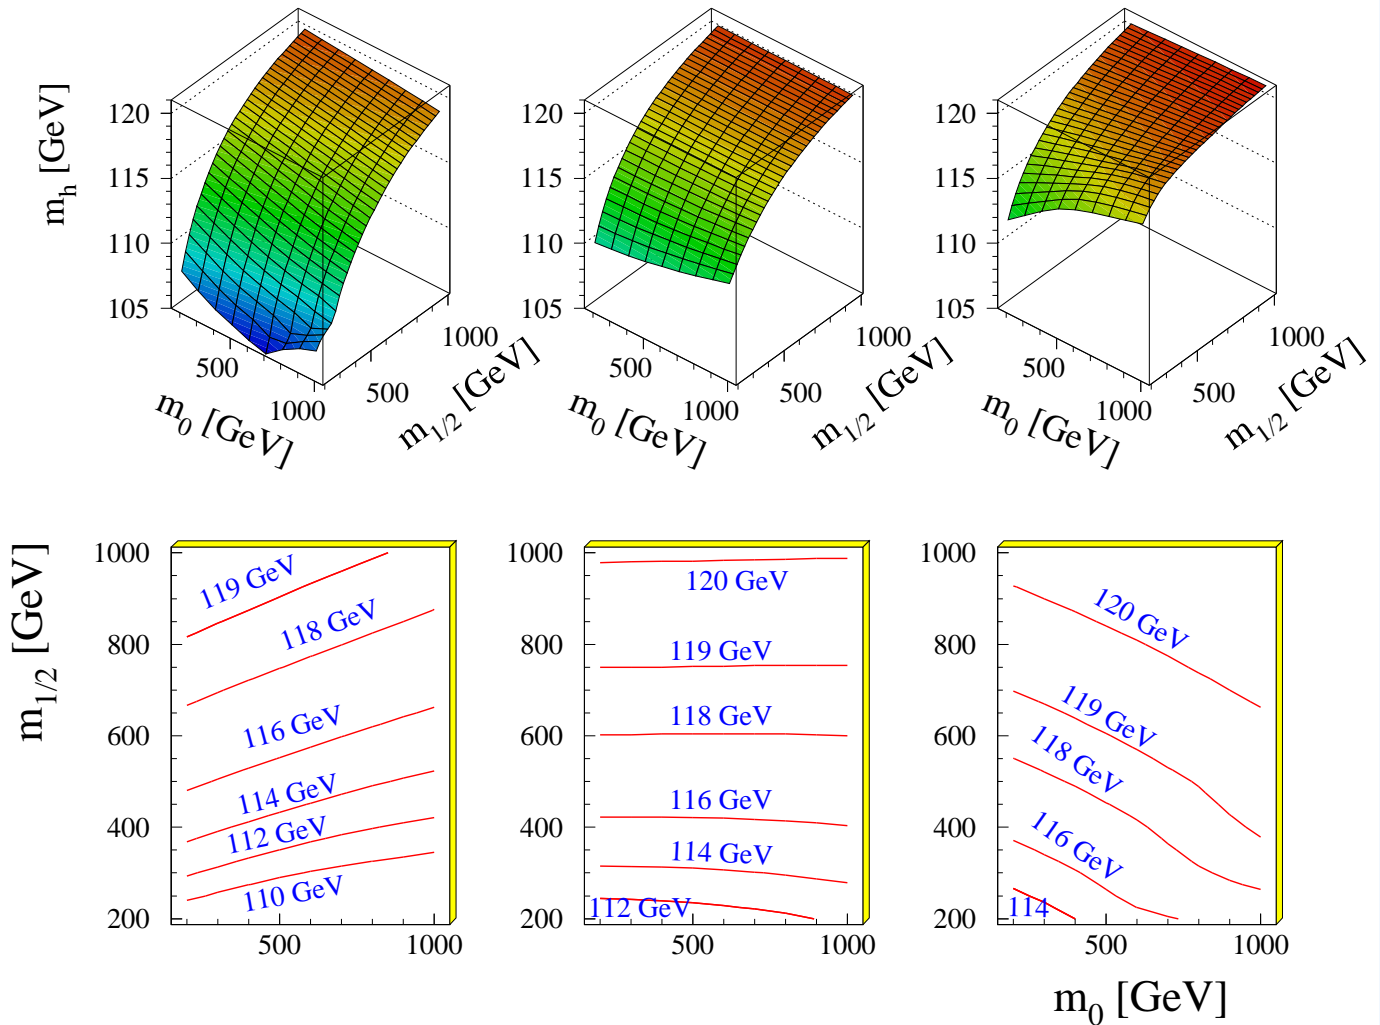 m_h [GeV]
120
115
110
105
500
1000
m_0 [GeV]
500
1000
m_1/2 [GeV]
120
115
110
105
500
1000
m_0 [GeV]
500
1000
m_1/2 [GeV]
120
115
110
105
500
1000
m_0 [GeV]
500
1000
m_1/2 [GeV]
m_1/2 [GeV]
1000
800
600
400
200
119 GeV
118 GeV
116 GeV
114 GeV
112 GeV
110 GeV
500
1000
1000
800
600
400
200
120 GeV
119 GeV
118 GeV
116 GeV
114 GeV
112 GeV
500
1000
1000
800
600
400
200
120 GeV
119 GeV
118 GeV
116 GeV
114
500
1000
m_0 [GeV]